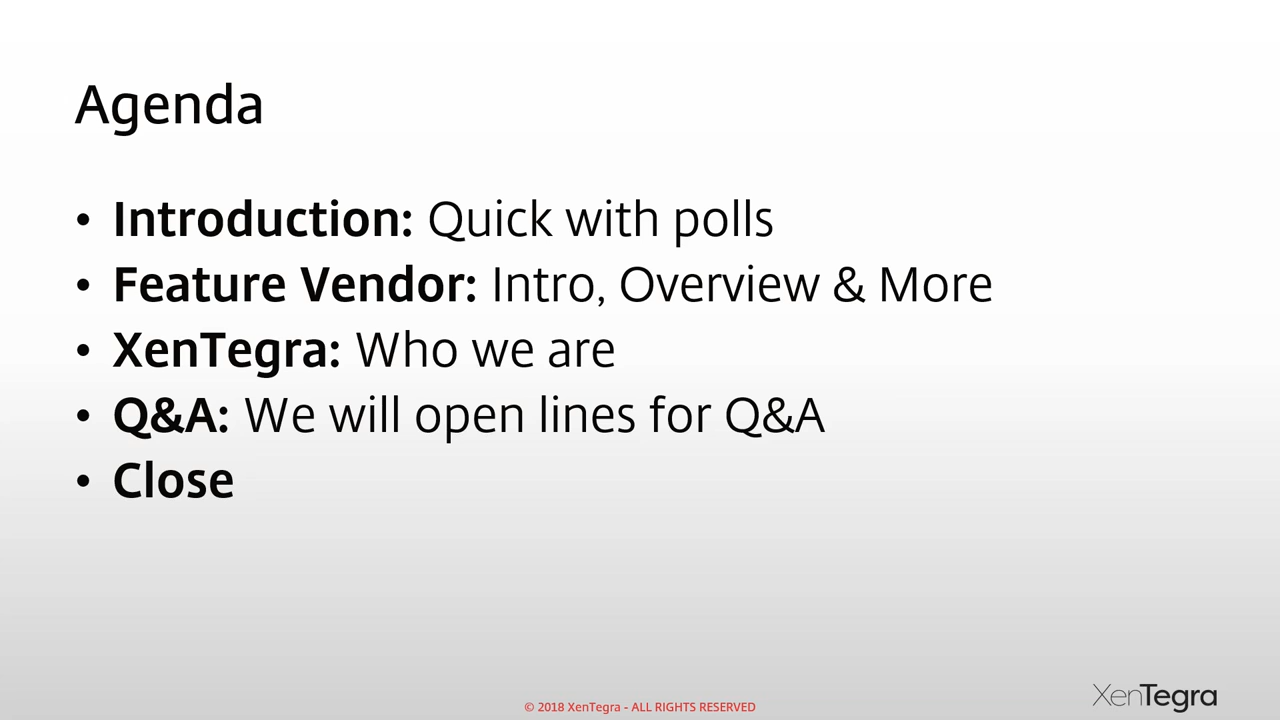 Agenda
• Introduction: Quick with polls
• Feature Vendor: Intro, Overview & More
• XenTegra: Who we are
• Q&A: We will open lines for Q&A
• Close
© 2018 XenTegra - ALL RIGHTS RESERVED
XenTegra